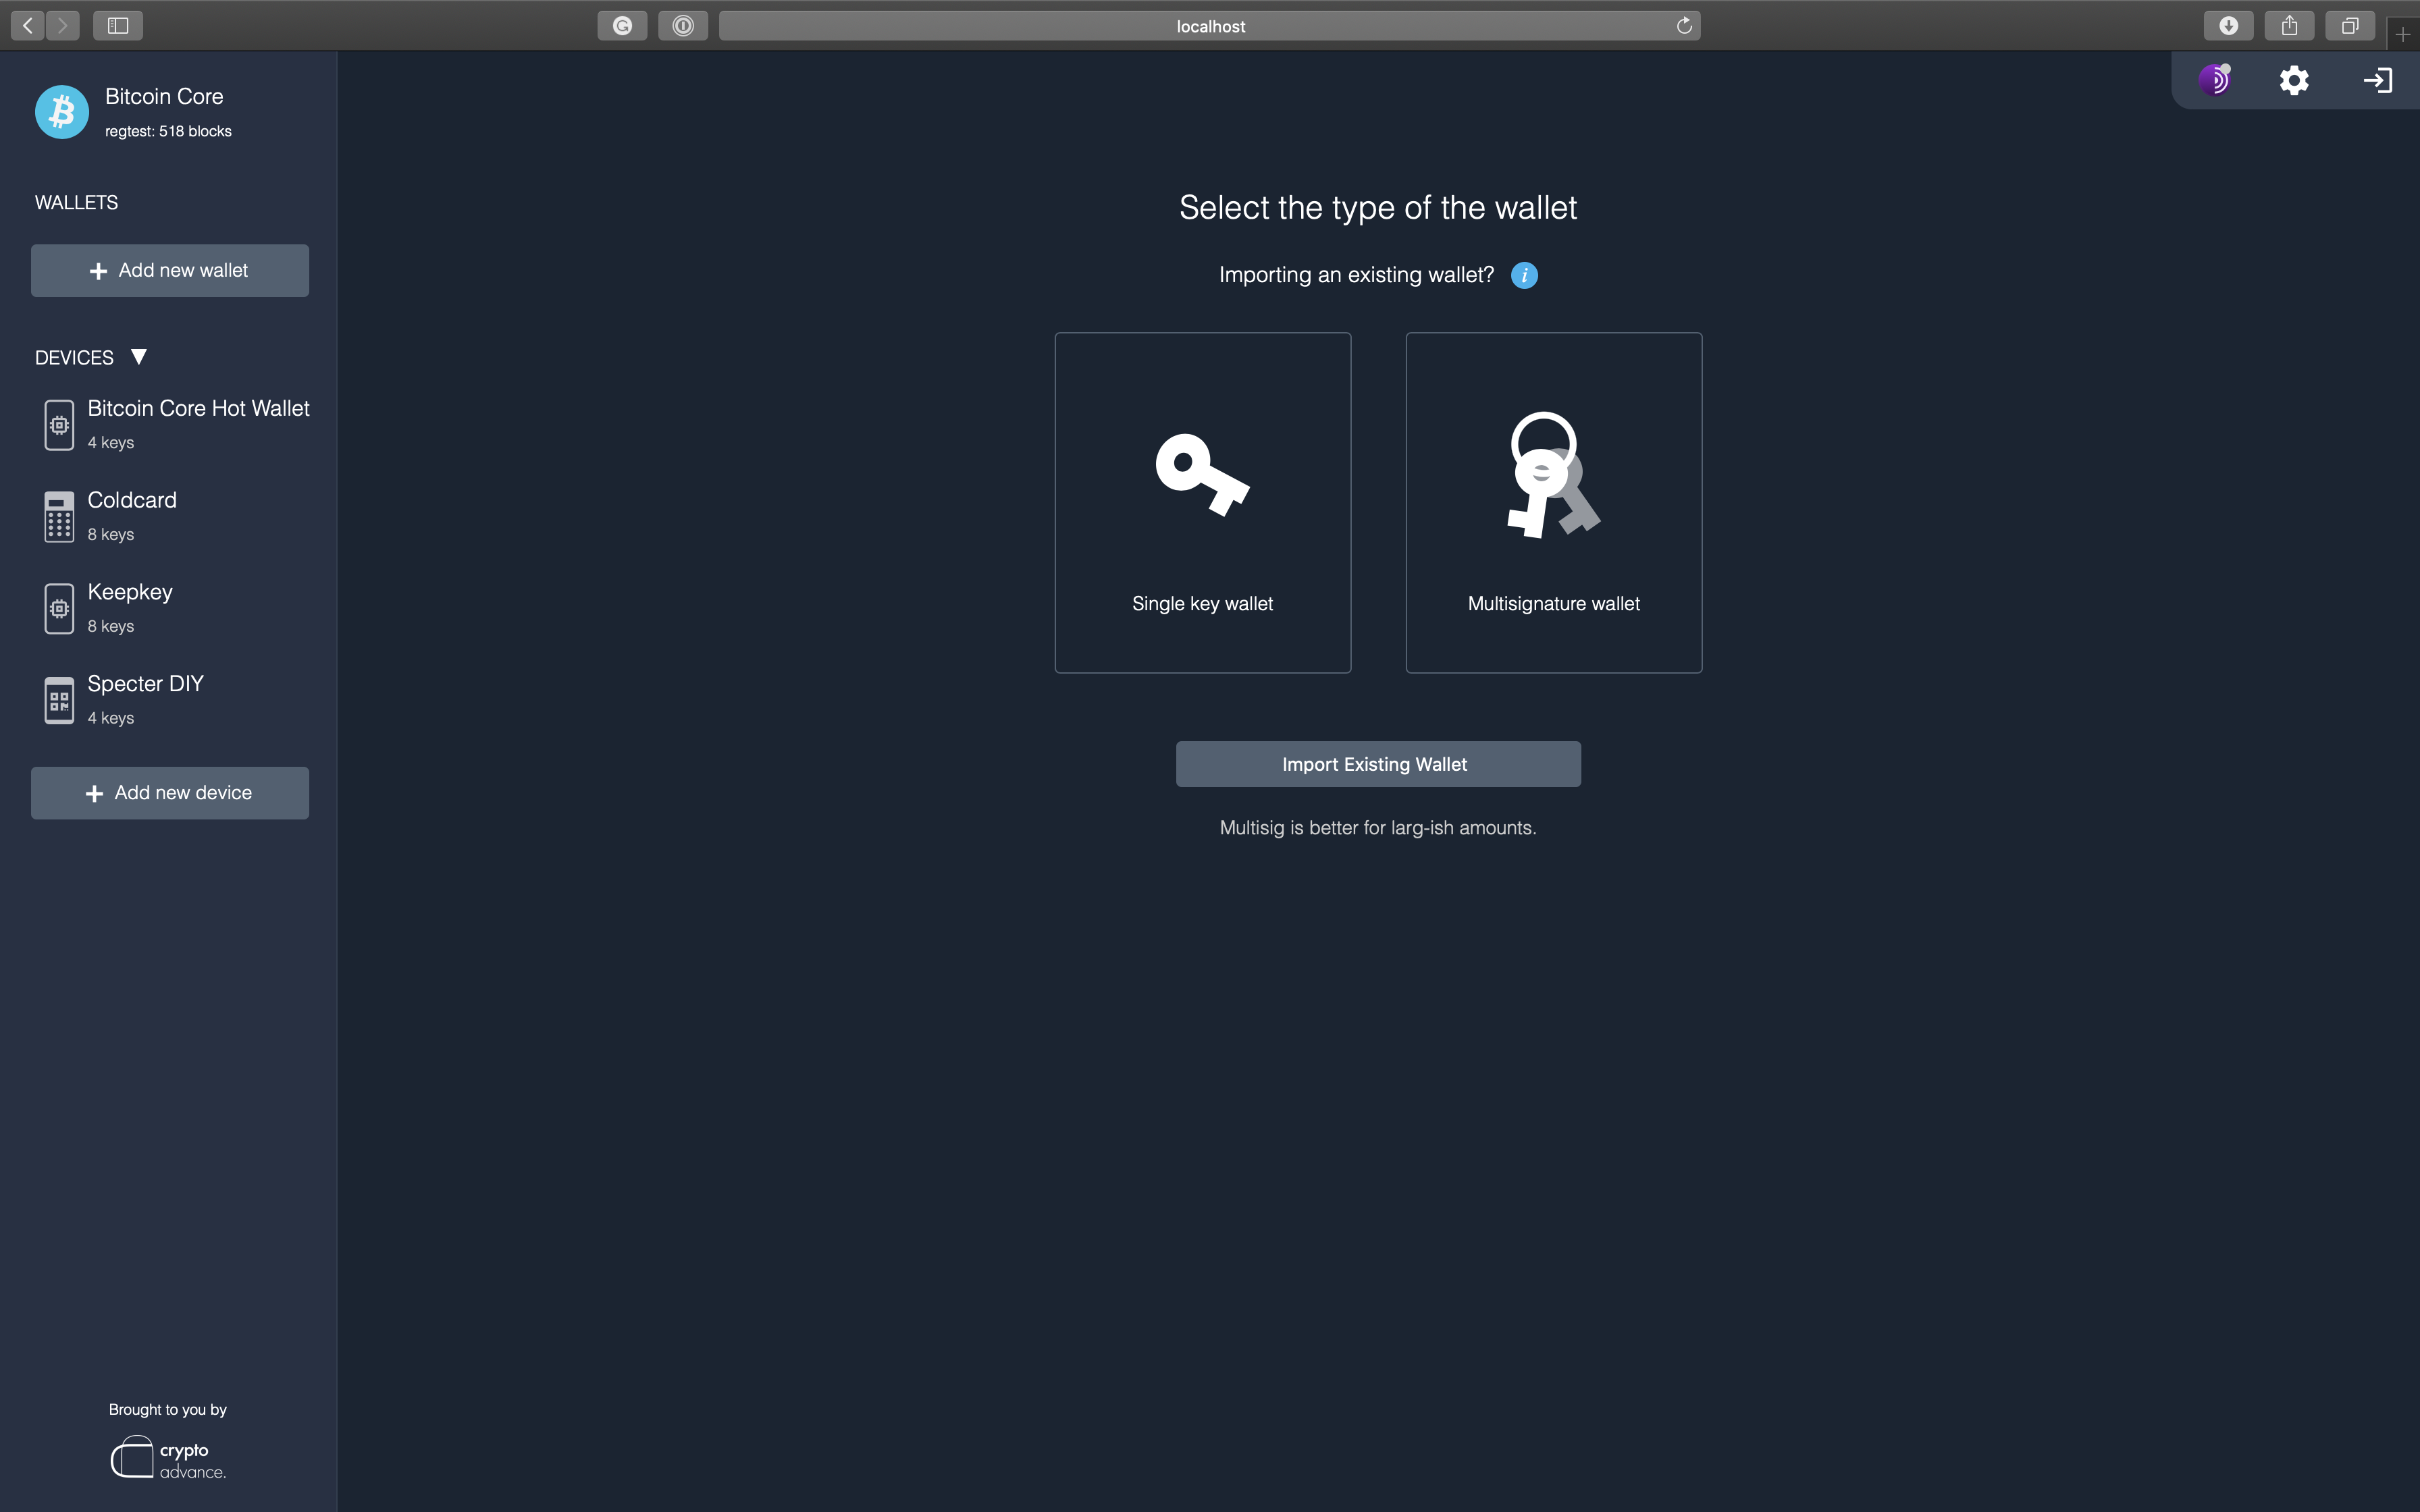 localhost
Bitcoin Core
regtest: 518 blocks
WALLETS
+ Add new wallet
DEVICES ▼
Bitcoin Core Hot Wallet
4 keys
Coldcard
8 keys
Keepkey
8 keys
Specter DIY
4 keys
+ Add new device
Brought to you by
crypto
advance.
Select the type of the wallet
Importing an existing wallet? i
Single key wallet
Multisignature wallet
Import Existing Wallet
Multisig is better for larg-ish amounts.